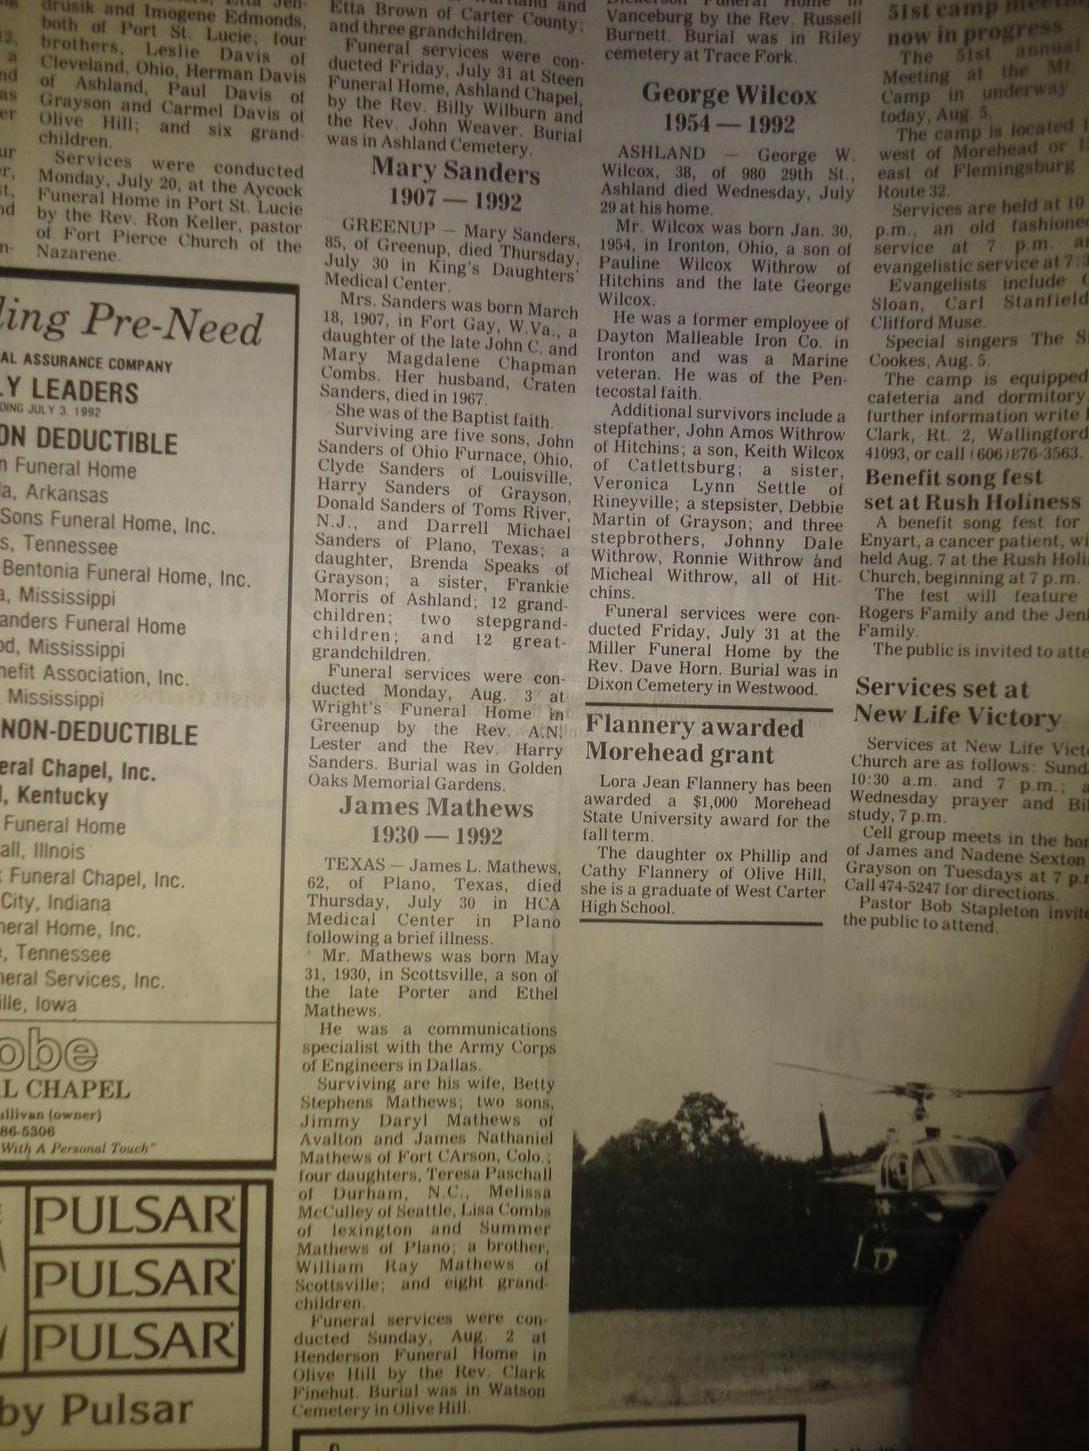 drusik and Imogene Edmonds,
both of Port St. Lucie; four
brothers, Leslie Davis of
Cleveland, Ohio, Herman Davis
of Ashland, Paul Davis of
Grayson and Carmel Davis of
Olive Hill; and six grand-
children.
Services were conducted
Monday, July 20, at the Aycock
Funeral Home in Port St. Lucie
by the Rev. Ron Keller, pastor
of Fort Pierce Church of the
Nazarene.
ling Pre-Need
AL ASSURANCE COMPANY
LY LEADERS
DING JULY 3, 1992
ON DEDUCTIBLE
n Funeral Home
a, Arkansas
Sons Funeral Home, Inc.
s, Tennessee
Bentonia Funeral Home, Inc.
a, Mississippi
anders Funeral Home
od, Mississippi
nefit Association, Inc.
Mississippi
NON-DEDUCTIBLE
eral Chapel, Inc.
l, Kentucky
Funeral Home
all, Illinois
Funeral Chapel, Inc.
City, Indiana
neral Home, Inc.
, Tennessee
neral Services, Inc.
ille, Iowa
obe
L CHAPEL
ullivan (owner)
86-5306
With A Personal Touch"
PULSAR
PULSAR
PULSAR
by Pulsar
Etta Brown of Carter County;
and three grandchildren.
Funeral services were con-
ducted Friday, July 31 at Steen
Funeral Home, Ashland Chapel,
by the Rev. Billy Wilburn and
the Rev. John Weaver. Burial
was in Ashland Cemetery.
Mary Sanders
1907 — 1992
GREENUP — Mary Sanders,
85, of Greenup, died Thursday,
July 30 in King's Daughters'
Medical Center.
Mrs. Sanders was born March
18, 1907, in Fort Gay, W.Va., a
daughter of the late John C. and
Mary Magdalene Chapman
Combs. Her husband, Craten
Sanders, died in 1967.
She was of the Baptist faith.
Surviving are five sons, John
Sanders of Ohio Furnace, Ohio,
Clyde Sanders of Louisville,
Harry Sanders of Grayson,
Donald Sanders of Toms River,
N.J., and Darrell Michael
Sanders of Plano, Texas; a
daughter, Brenda Speaks of
Grayson; a sister, Frankie
Morris of Ashland; 12 grand-
children; two stepgrand-
children; and 12 great-
grandchildren.
Funeral services were con-
ducted Monday, Aug. 3 at
Wright's Funeral Home in
Greenup by the Rev. A.N.
Lester and the Rev. Harry
Sanders. Burial was in Golden
Oaks Memorial Gardens.
James Mathews
1930 — 1992
TEXAS — James L. Mathews,
62, of Plano, Texas, died
Thursday, July 30 in HCA
Medical Center in Plano
following a brief illness.
Mr. Mathews was born May
31, 1930, in Scottsville, a son of
the late Porter and Ethel
Mathews.
He was a communications
specialist with the Army Corps
of Engineers in Dallas.
Surviving are his wife, Betty
Stephens Mathews; two sons,
Jimmy Daryl Mathews of
Avalton and James Nathaniel
Mathews of Fort CArson, Colo.;
four daughters, Teresa Paschall
of Durham, N.C., Melissa
McCulley of Seattle, Lisa Combs
of lexington and Summer
Mathews of Plano; a brother,
William Ray Mathews of
Scottsville; and eight grand-
children.
Funeral services were con-
ducted Sunday, Aug. 2 at
Henderson Funeral Home in
Olive Hill by the Rev. Clark
Finehut. Burial was in Watson
Cemetery in Olive Hill.
Vanceburg by the Rev. Russell
Burnett. Burial was in Riley
cemetery at Trace Fork.
George Wilcox
1954 — 1992
ASHLAND — George W.
Wilcox, 38, of 980 29th St.,
Ashland died Wednesday, July
29 at his home.
Mr. Wilcox was born Jan. 30,
1954, in Ironton, Ohio, a son of
Pauline Wilcox Withrow of
Hitchins and the late George
Wilcox.
He was a former employee of
Dayton Malleable Iron Co. in
Ironton and was a Marine
veteran. He was of the Pen-
tecostal faith.
Additional survivors include a
stepfather, John Amos Withrow
of Hitchins; a son, Keith Wilcox
of Catlettsburg; a sister,
Veronica Lynn Settle of
Rineyville; a stepsister, Debbie
Martin of Grayson; and three
stepbrothers, Johnny Dale
Withrow, Ronnie Withrow and
Micheal Withrow, all of Hit-
chins.
Funeral services were con-
ducted Friday, July 31 at the
Miller Funeral Home by the
Rev. Dave Horn. Burial was in
Dixon Cemetery in Westwood.
Flannery awarded
Morehead grant
Lora Jean Flannery has been
awarded a $1,000 Morehead
State University award for the
fall term.
The daughter ox Phillip and
Cathy Flannery of Olive Hill,
she is a graduate of West Carter
High School.
51st camp meeting
now in progress
The 51st annual
Meeting at the Mt.
Camp in underway
today, Aug. 5.
The camp is located
west of Morehead or
east of Flemingsburg
Route 32.
Services are held at 10
p.m., an old fashione
service at 7 p.m. a
evangelistic service at 7:3
Evangelists include
Sloan, Carl Stanfield
Clifford Muse.
Special singers The S
Cookes, Aug. 5.
The camp is equipped
cafeteria and dormitory.
further information write
Clark, Rt. 2, Wallingford
41093, or call (606)876-3563.
Benefit song fest
set at Rush Holiness
A benefit song fest for
Enyart, a cancer patient, wi
held Aug. 7 at the Rush Holi
Church, beginning at 7 p.m.
The fest will feature
Rogers Family and the Jen
Family.
The public is invited to atte
Services set at
New Life Victory
Services at New Life Vict
Church are as follows: Sund
10:30 a.m. and 7 p.m.; a
Wednesday prayer and Bi
study, 7 p.m.
Cell group meets in the ho
of James and Nadene Sexton
Grayson on Tuesdays at 7 p.m
Call 474-5247 for directions.
Pastor Bob Stapleton invite
the public to attend.